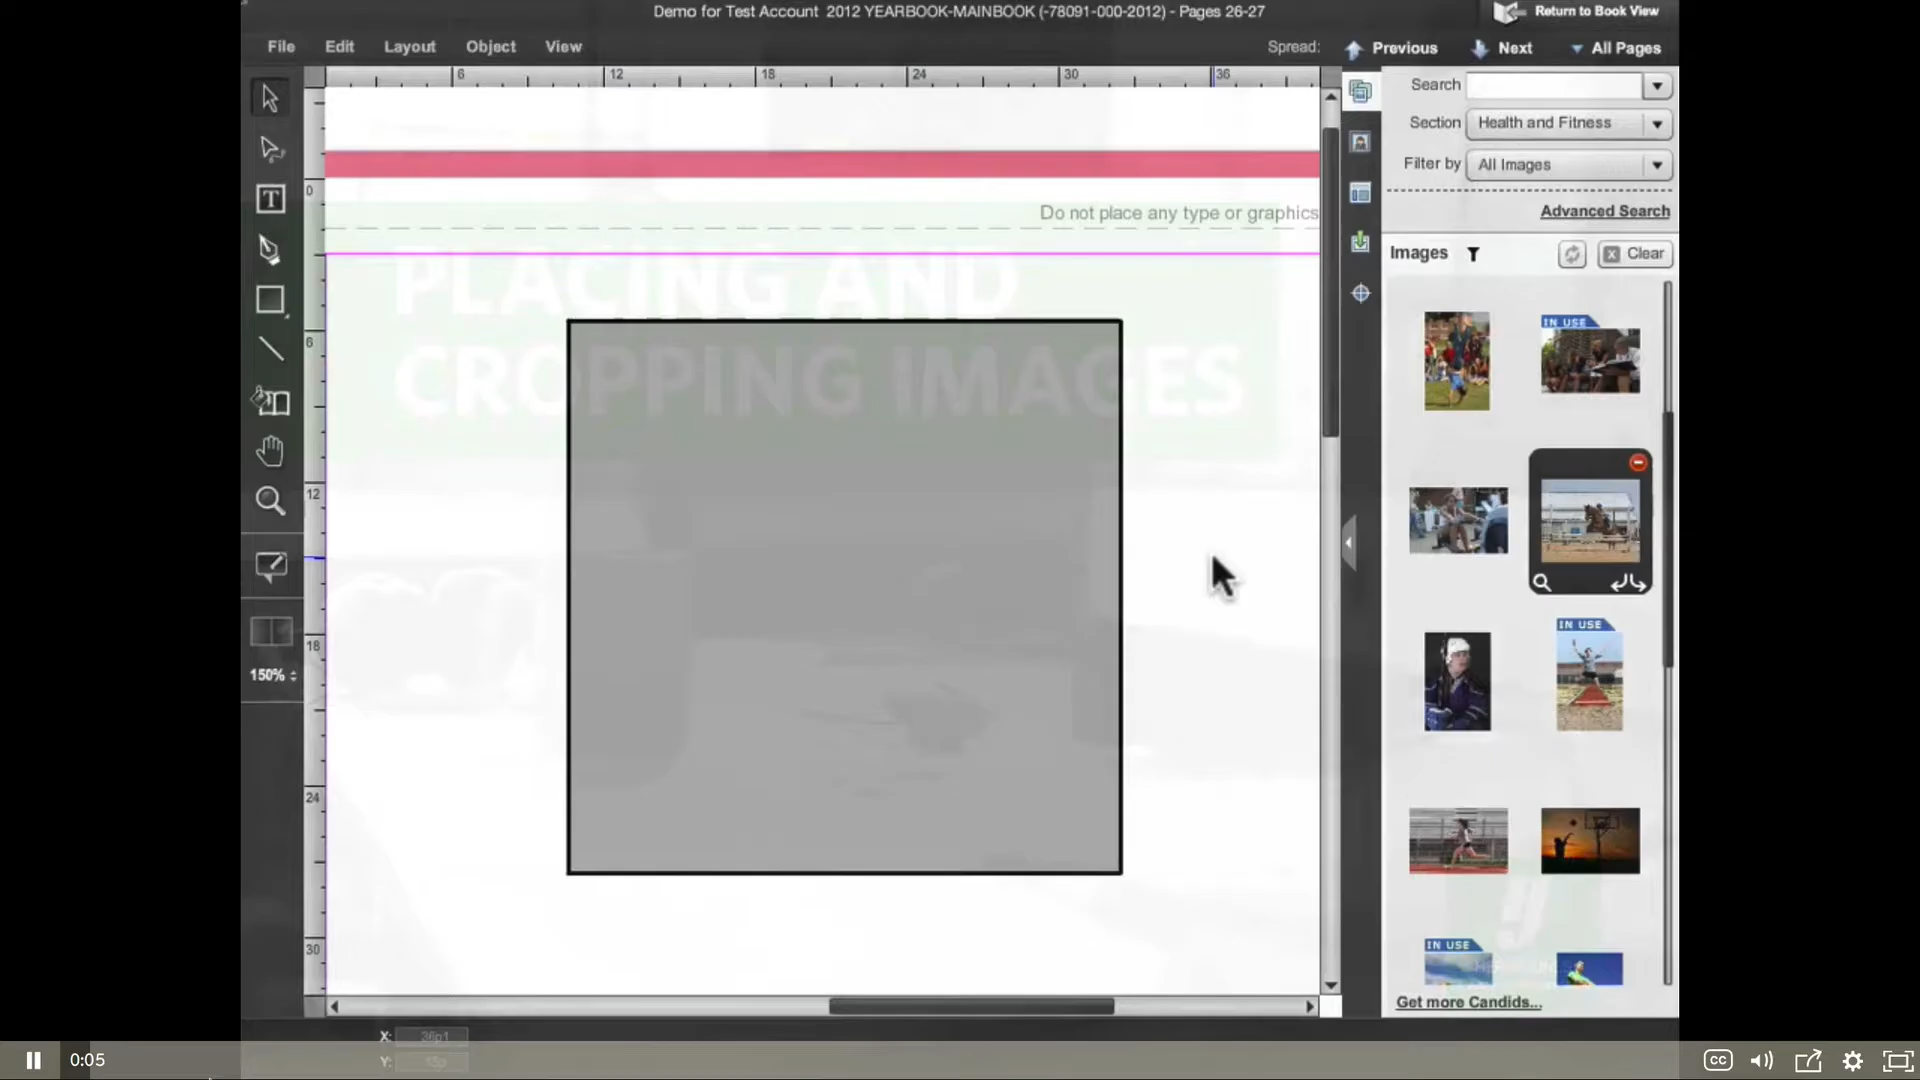 Demo for Test Account 2012 YEARBOOK-MAINBOOK (-78091-000-2012) - Pages 26-27
Return to Book View
File Edit Layout Object View
Spread: Previous Next All Pages
6 12 18 24 30 36
Search
Section Health and Fitness
Filter by All Images
Advanced Search
Do not place any type or graphics
Images Clear
PLACING AND
CROPPING IMAGES
IN USE
IN USE
IN USE
0
6
12
18
24
30
150%
Get more Candids...
X: 36p1
Y:
0:05
CC